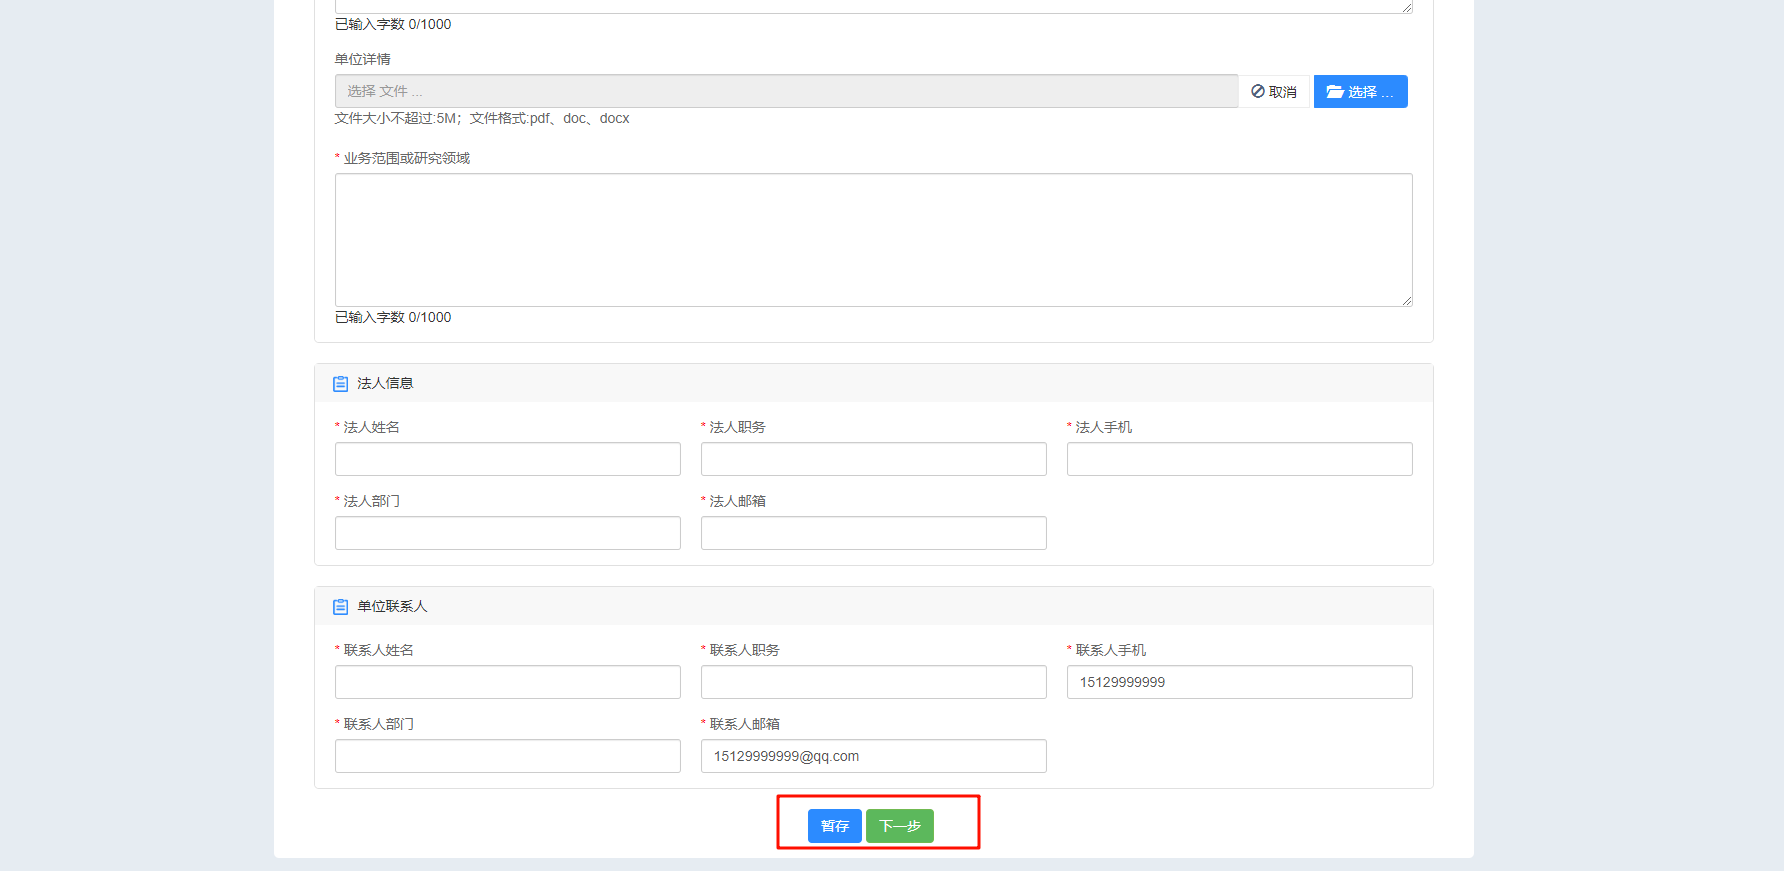 已输入字数 0/1000
单位详情
选择 文件 ...
取消
选择 ...
文件大小不超过:5M；文件格式:pdf、doc、docx
* 业务范围或研究领域
已输入字数 0/1000
法人信息
* 法人姓名
* 法人职务
* 法人手机
* 法人部门
* 法人邮箱
单位联系人
* 联系人姓名
* 联系人职务
* 联系人手机
15129999999
* 联系人部门
* 联系人邮箱
15129999999@qq.com
暂存
下一步